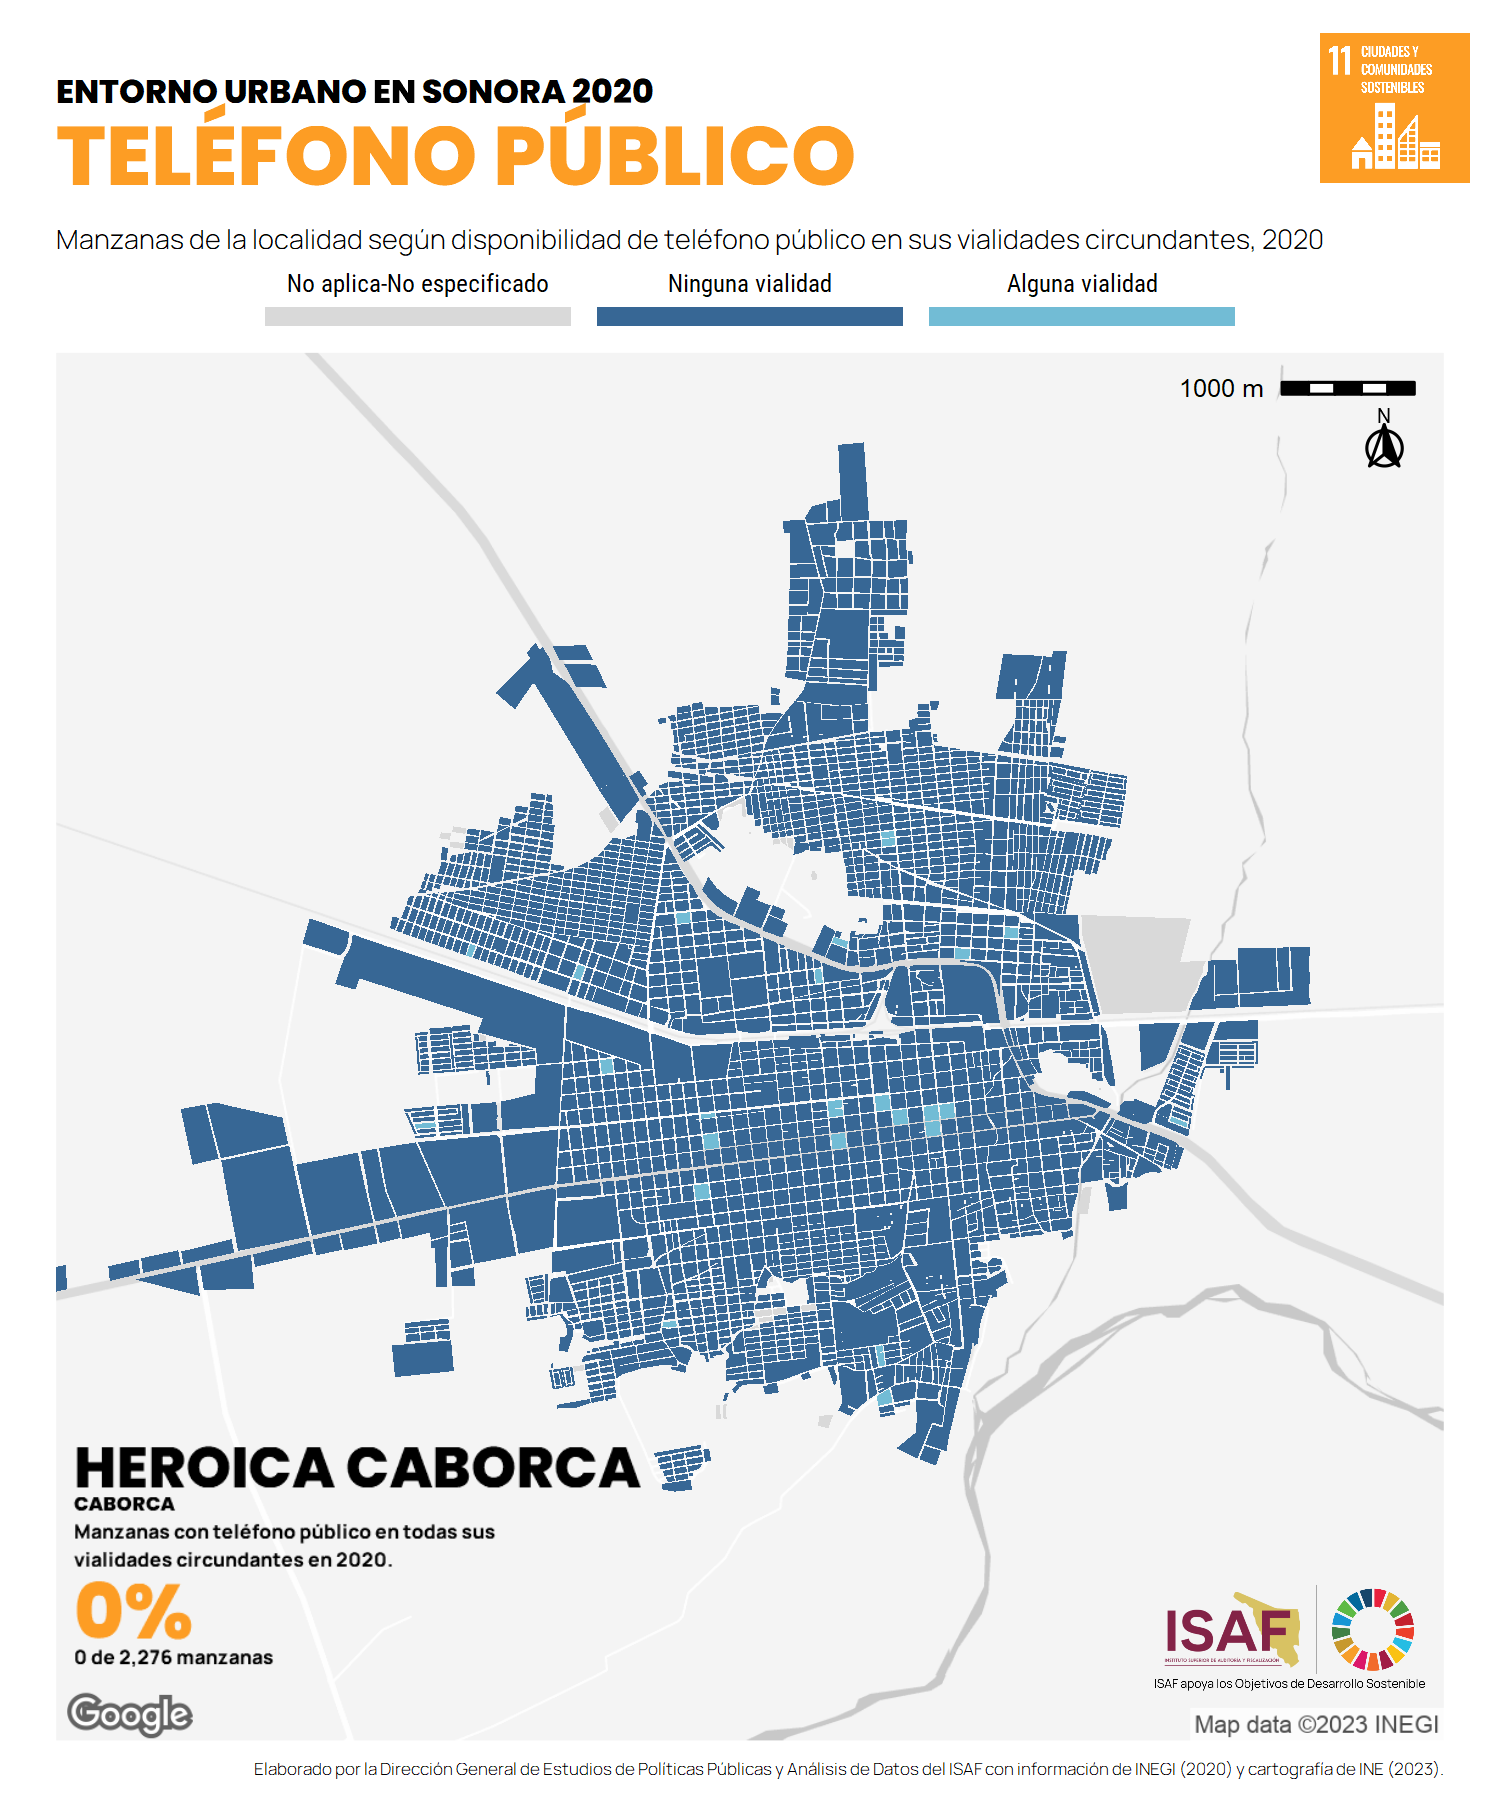 ENTORNO URBANO EN SONORA 2020
TELÉFONO PÚBLICO
11 CIUDADES Y
COMUNIDADES
SOSTENIBLES
Manzanas de la localidad según disponibilidad de teléfono público en sus vialidades circundantes, 2020
No aplica-No especificado Ninguna vialidad Alguna vialidad
1000 m
N
HEROICA CABORCA
CABORCA
Manzanas con teléfono público en todas sus
vialidades circundantes en 2020.
0%
0 de 2,276 manzanas
ISAF
INSTITUTO SUPERIOR DE AUDITORÍA Y FISCALIZACIÓN
ISAF apoya los Objetivos de Desarrollo Sostenible
Google
Map data ©2023 INEGI
Elaborado por la Dirección General de Estudios de Políticas Públicas y Análisis de Datos del ISAF con información de INEGI (2020) y cartografía de INE (2023).